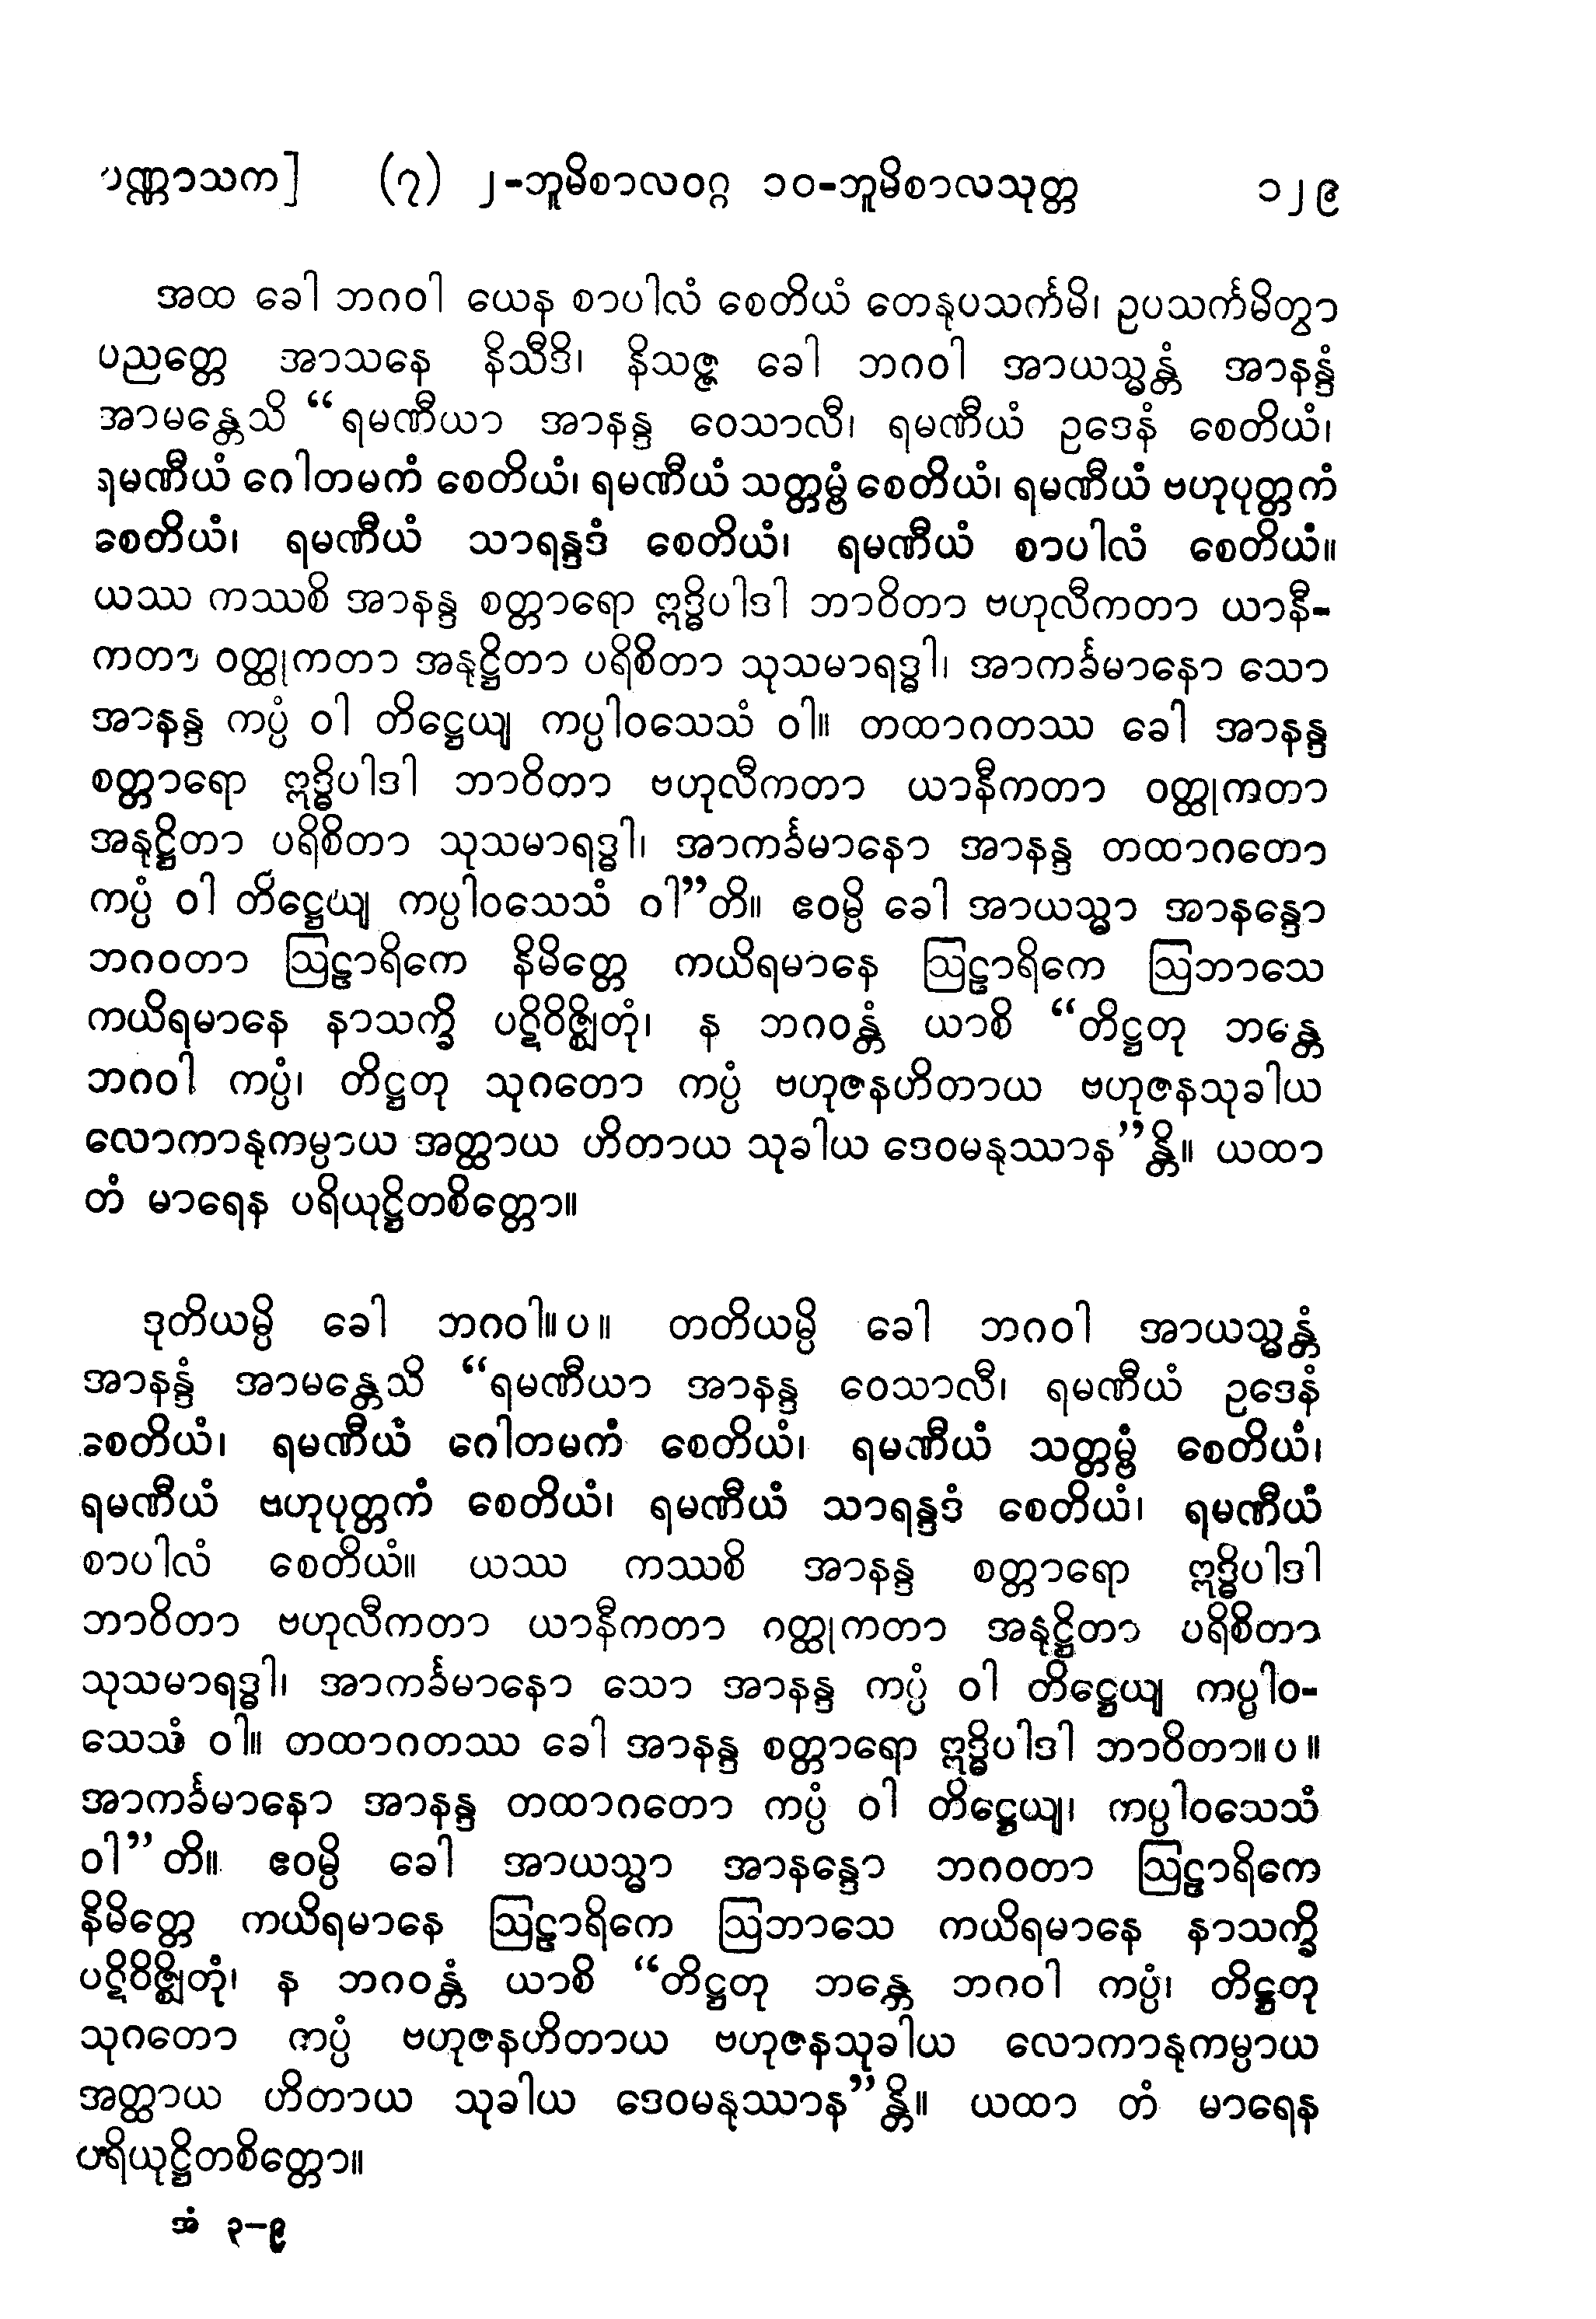 ပဏ္ဏာသက] (၇) ၂-ဘူမိစာလဝဂ္ဂ ၁၀-ဘူမိစာလသုတ္တ ၁၂၉
အထ ခေါ ဘဂဝါ ယေန စာပါလံ စေတိယံ တေနုပသင်္ကမိ၊ ဥပသင်္ကမိတွာ
ပညတ္တေ အာသနေ နိသီဒိ၊ နိသဇ္ဇ ခေါ ဘဂဝါ အာယသ္မန္တံ အာနန္ဒံ
အာမန္တေသိ “ရမဏီယာ အာနန္ဒ ဝေသာလီ၊ ရမဏီယံ ဥဒေနံ စေတိယံ၊
ရမဏီယံ ဂေါတမကံ စေတိယံ၊ ရမဏီယံ သတ္တမ္ဗံ စေတိယံ၊ ရမဏီယံ ဗဟုပုတ္တကံ
စေတိယံ၊ ရမဏီယံ သာရန္ဒဒံ စေတိယံ၊ ရမဏီယံ စာပါလံ စေတိယံ။
ယဿ ကဿစိ အာနန္ဒ စတ္တာရော ဣဒ္ဓိပါဒါ ဘာဝိတာ ဗဟုလီကတာ ယာနီ-
ကတာ ဝတ္ထုကတာ အနုဋ္ဌိတာ ပရိစိတာ သုသမာရဒ္ဓါ၊ အာကင်္ခမာနော သော
အာနန္ဒ ကပ္ပံ ဝါ တိဋ္ဌေယျ ကပ္ပါဝသေသံ ဝါ။ တထာဂတဿ ခေါ အာနန္ဒ
စတ္တာရော ဣဒ္ဓိပါဒါ ဘာဝိတာ ဗဟုလီကတာ ယာနီကတာ ဝတ္ထုကတာ
အနုဋ္ဌိတာ ပရိစိတာ သုသမာရဒ္ဓါ၊ အာကင်္ခမာနော အာနန္ဒ တထာဂတော
ကပ္ပံ ဝါ တိဋ္ဌေယျ ကပ္ပါဝသေသံ ဝါ”တိ။ ဧဝမ္ပိ ခေါ အာယသ္မာ အာနန္ဒော
ဘဂဝတာ ဩဠာရိကေ နိမိတ္တေ ကယိရမာနေ ဩဠာရိကေ ဩဘာသေ
ကယိရမာနေ နာသက္ခိ ပဋိဝိဇ္ဈိတုံ၊ န ဘဂဝန္တံ ယာစိ “တိဋ္ဌတု ဘန္တေ
ဘဂဝါ ကပ္ပံ၊ တိဋ္ဌတု သုဂတော ကပ္ပံ ဗဟုဇနဟိတာယ ဗဟုဇနသုခါယ
လောကာနုကမ္ပာယ အတ္ထာယ ဟိတာယ သုခါယ ဒေဝမနုဿာန”န္တိ။ ယထာ
တံ မာရေန ပရိယုဋ္ဌိတစိတ္တော။
ဒုတိယမ္ပိ ခေါ ဘဂဝါ။ပ။ တတိယမ္ပိ ခေါ ဘဂဝါ အာယသ္မန္တံ
အာနန္ဒံ အာမန္တေသိ “ရမဏီယာ အာနန္ဒ ဝေသာလီ၊ ရမဏီယံ ဥဒေနံ
စေတိယံ၊ ရမဏီယံ ဂေါတမကံ စေတိယံ၊ ရမဏီယံ သတ္တမ္ဗံ စေတိယံ၊
ရမဏီယံ ဗဟုပုတ္တကံ စေတိယံ၊ ရမဏီယံ သာရန္ဒဒံ စေတိယံ၊ ရမဏီယံ
စာပါလံ စေတိယံ။ ယဿ ကဿစိ အာနန္ဒ စတ္တာရော ဣဒ္ဓိပါဒါ
ဘာဝိတာ ဗဟုလီကတာ ယာနီကတာ ဂတ္ထုကတာ အနုဋ္ဌိတာ ပရိစိတာ
သုသမာရဒ္ဓါ၊ အာကင်္ခမာနော သော အာနန္ဒ ကပ္ပံ ဝါ တိဋ္ဌေယျ ကပ္ပါဝ-
သေသံ ဝါ။ တထာဂတဿ ခေါ အာနန္ဒ စတ္တာရော ဣဒ္ဓိပါဒါ ဘာဝိတာ။ပ။
အာကင်္ခမာနော အာနန္ဒ တထာဂတော ကပ္ပံ ဝါ တိဋ္ဌေယျ၊ ကပ္ပါဝသေသံ
ဝါ”တိ။ ဧဝမ္ပိ ခေါ အာယသ္မာ အာနန္ဒော ဘဂဝတာ ဩဠာရိကေ
နိမိတ္တေ ကယိရမာနေ ဩဠာရိကေ ဩဘာသေ ကယိရမာနေ နာသက္ခိ
ပဋိဝိဇ္ဈိတုံ၊ န ဘဂဝန္တံ ယာစိ “တိဋ္ဌတု ဘန္တေ ဘဂဝါ ကပ္ပံ၊ တိဋ္ဌတု
သုဂတော ကပ္ပံ ဗဟုဇနဟိတာယ ဗဟုဇနသုခါယ လောကာနုကမ္ပာယ
အတ္ထာယ ဟိတာယ သုခါယ ဒေဝမနုဿာန”န္တိ။ ယထာ တံ မာရေန
ပရိယုဋ္ဌိတစိတ္တော။
အံ ၃-၉